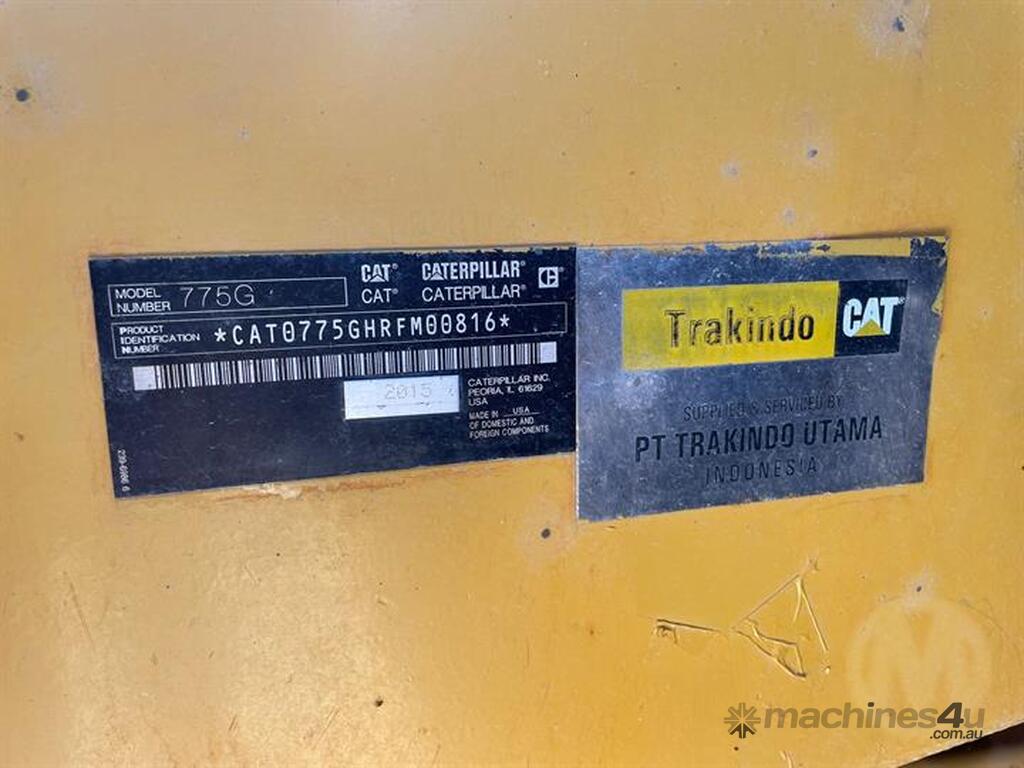 MODEL NUMBER 775G
CAT® CATERPILLAR®
CAT® CATERPILLAR®
PRODUCT IDENTIFICATION NUMBER *CAT0775GHRFM00816*
2015
CATERPILLAR INC.
PEORIA, IL 61629
USA
MADE IN USA
OF DOMESTIC AND
FOREIGN COMPONENTS
Trakindo CAT
SUPPLIED & SERVICED BY
PT TRAKINDO UTAMA
INDONESIA
M
machines4u
.com.au